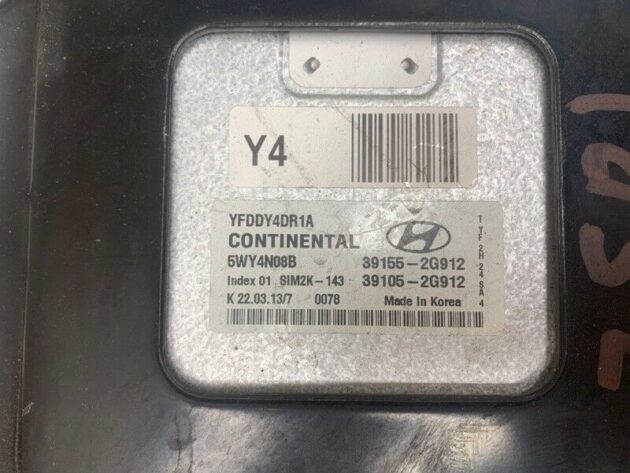 Y4
YFDDY4DR1A
CONTINENTAL
5WY4N08B 39155-2G912
Index 01 SIM2K-143 39105-2G912
K 22.03.13/7 0078 Made in Korea